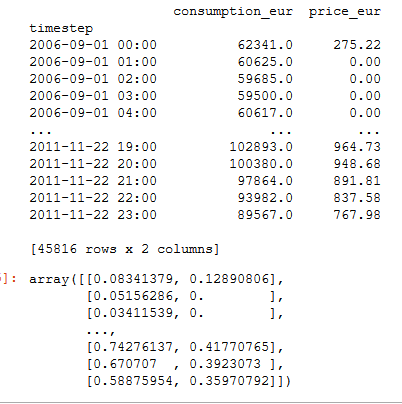 consumption_eur price_eur
timestep
2006-09-01 00:00 62341.0 275.22
2006-09-01 01:00 60625.0 0.00
2006-09-01 02:00 59685.0 0.00
2006-09-01 03:00 59500.0 0.00
2006-09-01 04:00 60617.0 0.00
... ... ...
2011-11-22 19:00 102893.0 964.73
2011-11-22 20:00 100380.0 948.68
2011-11-22 21:00 97864.0 891.81
2011-11-22 22:00 93982.0 837.58
2011-11-22 23:00 89567.0 767.98
[45816 rows x 2 columns]
]: array([[0.08341379, 0.12890806],
[0.05156286, 0. ],
[0.03411539, 0. ],
...,
[0.74276137, 0.41770765],
[0.670707 , 0.3923073 ],
[0.58875954, 0.35970792]])